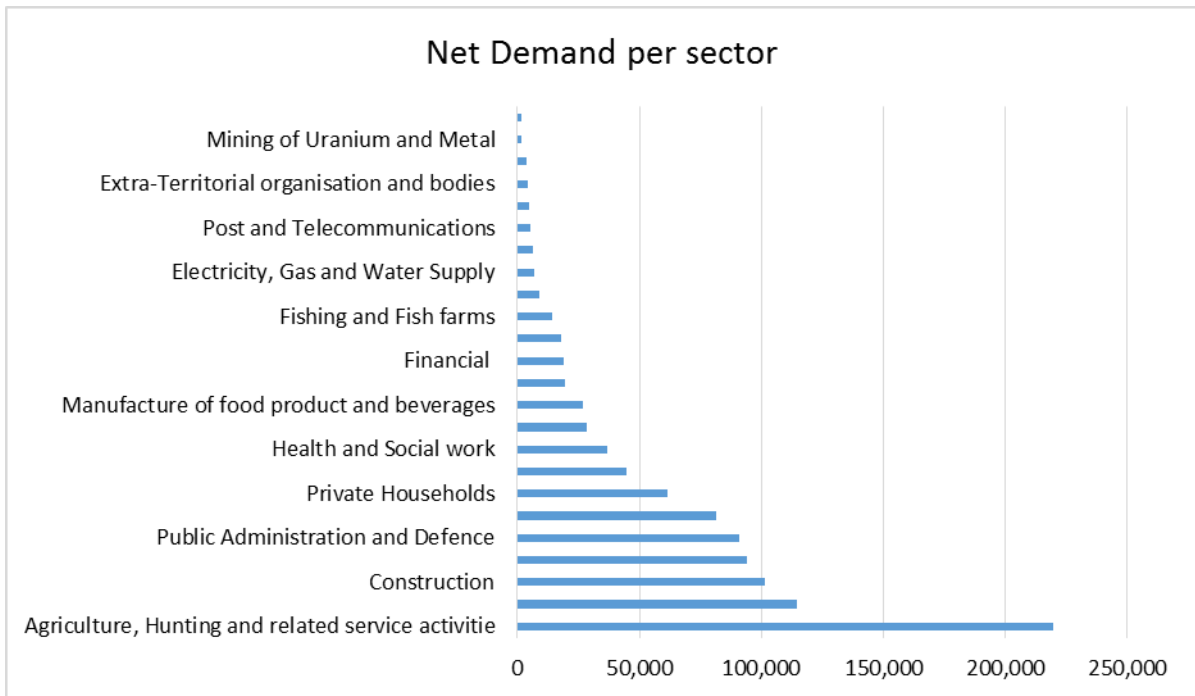 Net Demand per sector
Mining of Uranium and Metal
Extra-Territorial organisation and bodies
Post and Telecommunications
Electricity, Gas and Water Supply
Fishing and Fish farms
Financial
Manufacture of food product and beverages
Health and Social work
Private Households
Public Administration and Defence
Construction
Agriculture, Hunting and related service activitie
0 50,000 100,000 150,000 200,000 250,000